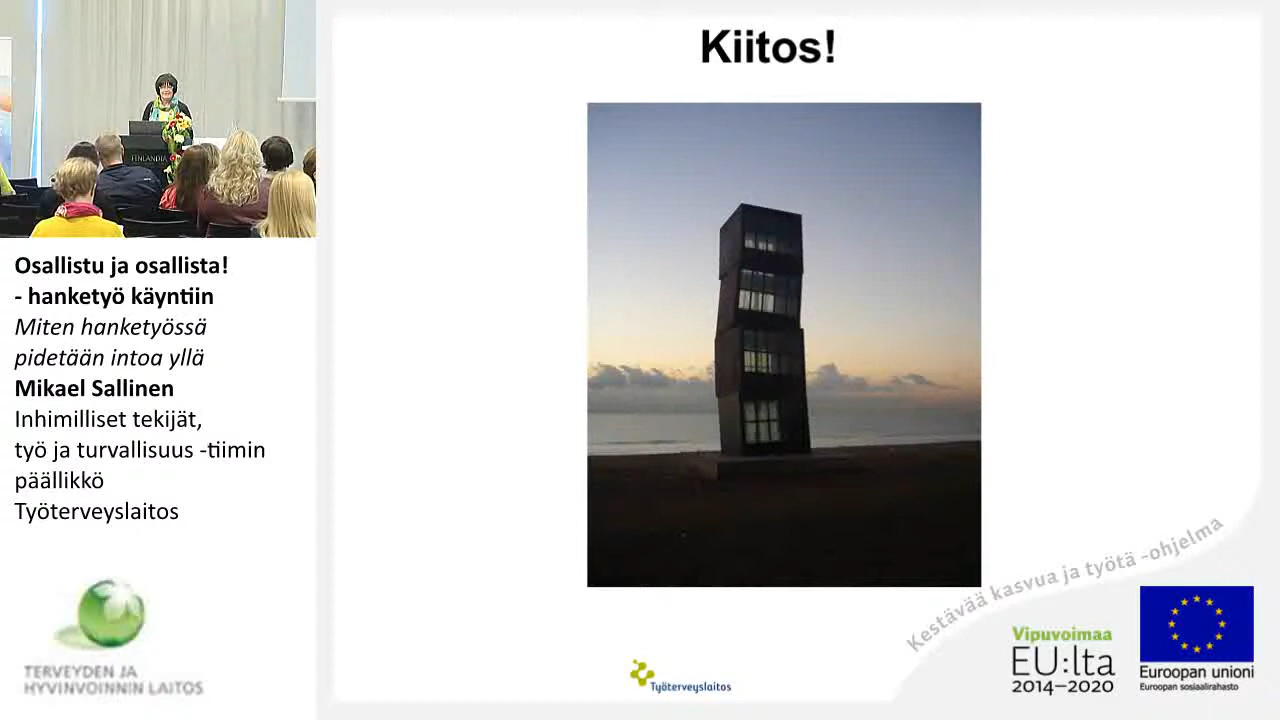 Kiitos!
FINLANDIA
Osallistu ja osallista!
- hanketyö käyntiin
Miten hanketyössä
pidetään intoa yllä
Mikael Sallinen
Inhimilliset tekijät,
työ ja turvallisuus -tiimin
päällikkö
Työterveyslaitos
TERVEYDEN JA
HYVINVOINNIN LAITOS
Työterveyslaitos
Kestävää kasvua ja työtä -ohjelma
Vipuvoimaa
EU:lta
2014–2020
Euroopan unioni
Euroopan sosiaalirahasto